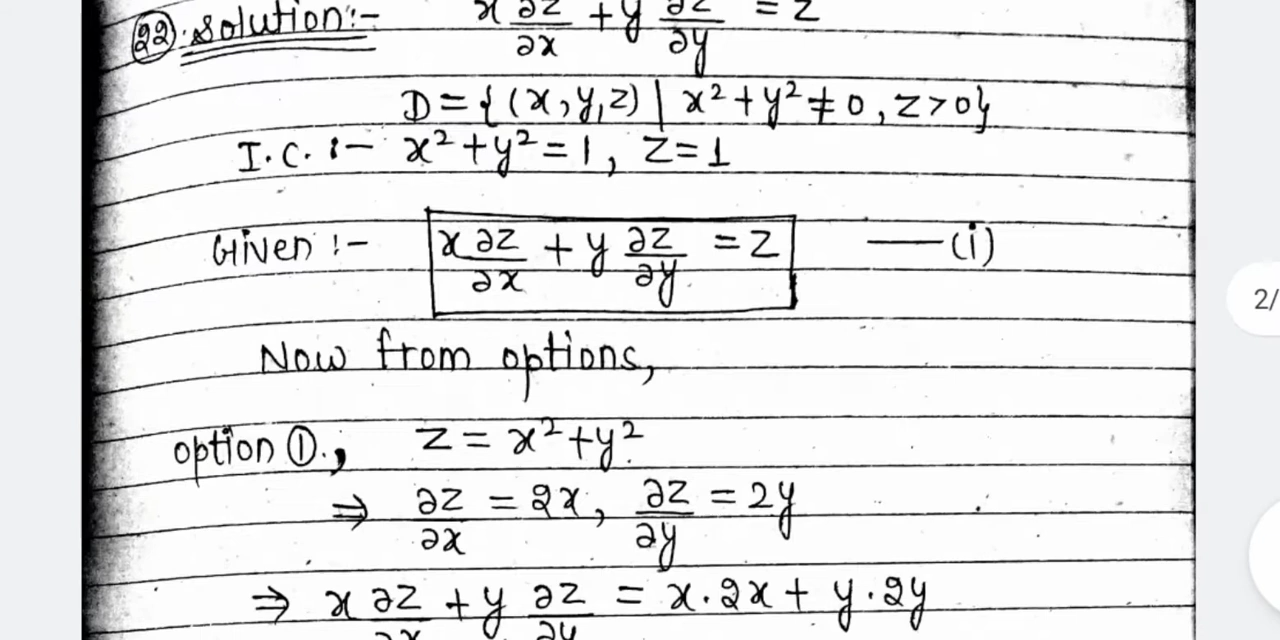 (22). solution:- x ∂z/∂x + y ∂z/∂y = z
D = {(x,y,z) | x²+y² ≠ 0, z>0}
I.C. :- x²+y²=1, z=1
Given :- x ∂z/∂x + y ∂z/∂y = z —(i)
Now from options,
option ①., z = x²+y².
⇒ ∂z/∂x = 2x, ∂z/∂y = 2y
⇒ x ∂z/∂x + y ∂z/∂y = x·2x + y·2y
2/